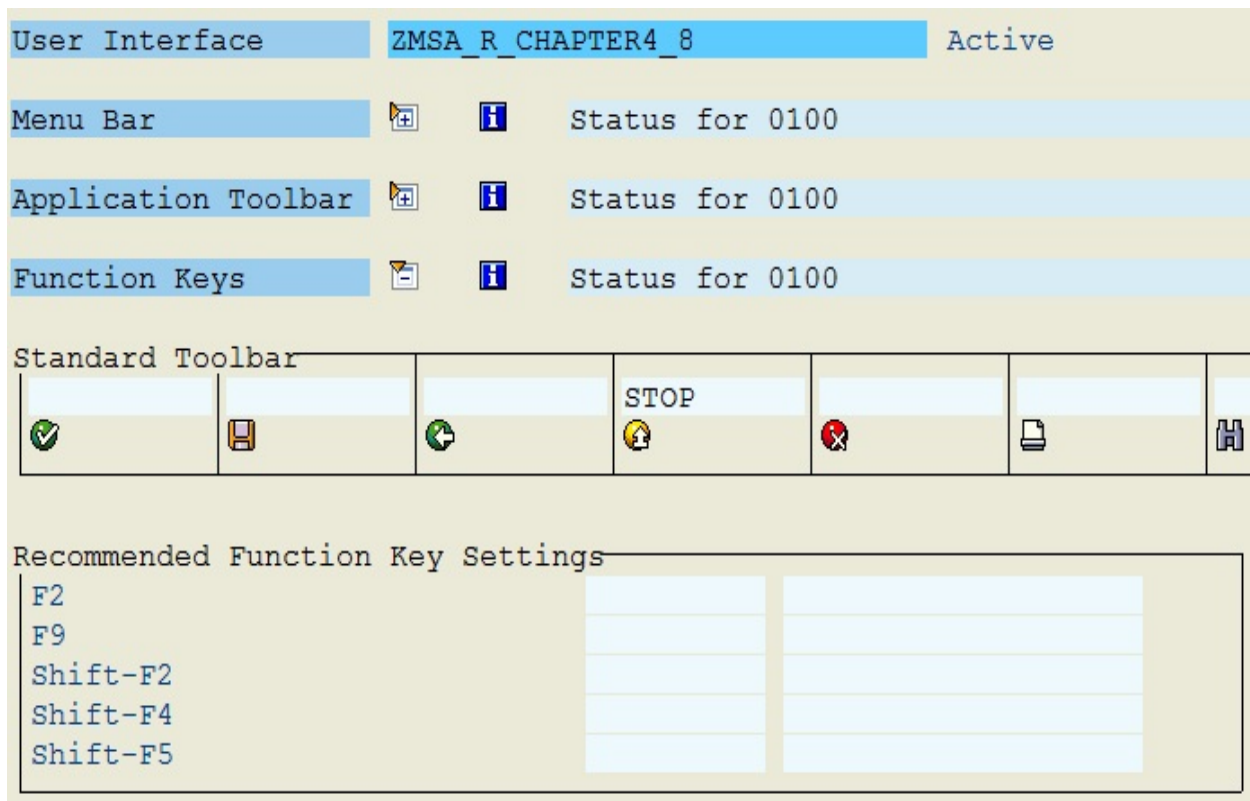 User Interface ZMSA_R_CHAPTER4_8 Active
Menu Bar Status for 0100
Application Toolbar Status for 0100
Function Keys Status for 0100
Standard Toolbar
STOP
Recommended Function Key Settings
F2
F9
Shift-F2
Shift-F4
Shift-F5